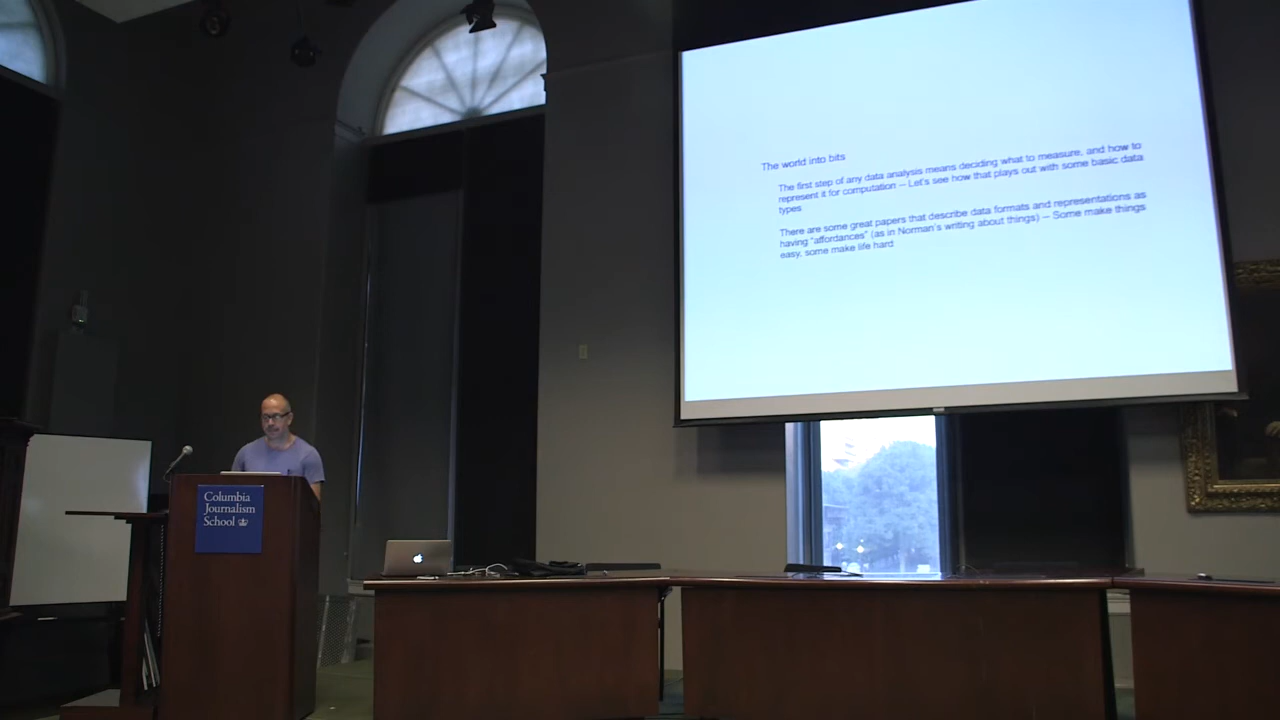 The world into bits
The first step of any data analysis means deciding what to measure, and how to
represent it for computation — Let's see how that plays out with some basic data
types
There are some great papers that describe data formats and representations as
having "affordances" (as in Norman's writing about things) — Some make things
easy, some make life hard
Columbia
Journalism
School